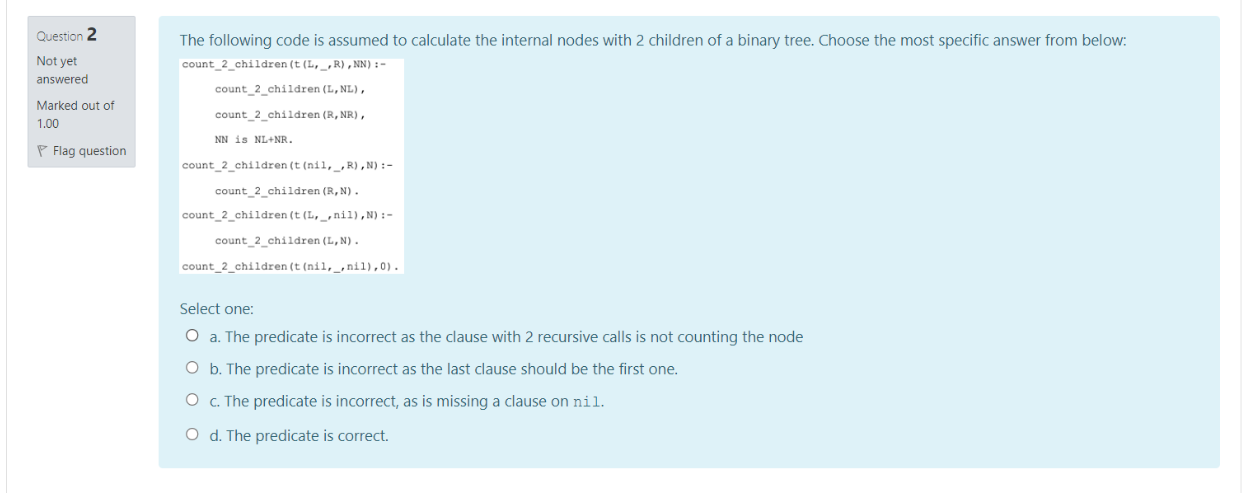 Question 2
Not yet
answered
Marked out of
1.00
Flag question
The following code is assumed to calculate the internal nodes with 2 children of a binary tree. Choose the most specific answer from below:
count_2_children(t(L,_,R),NN):-
count_2_children(L,NL),
count_2_children(R,NR),
NN is NL+NR.
count_2_children(t(nil,_,R),N):-
count_2_children(R,N).
count_2_children(t(L,_,nil),N):-
count_2_children(L,N).
count_2_children(t(nil,_,nil),0).
Select one:
a. The predicate is incorrect as the clause with 2 recursive calls is not counting the node
b. The predicate is incorrect as the last clause should be the first one.
c. The predicate is incorrect, as is missing a clause on nil.
d. The predicate is correct.